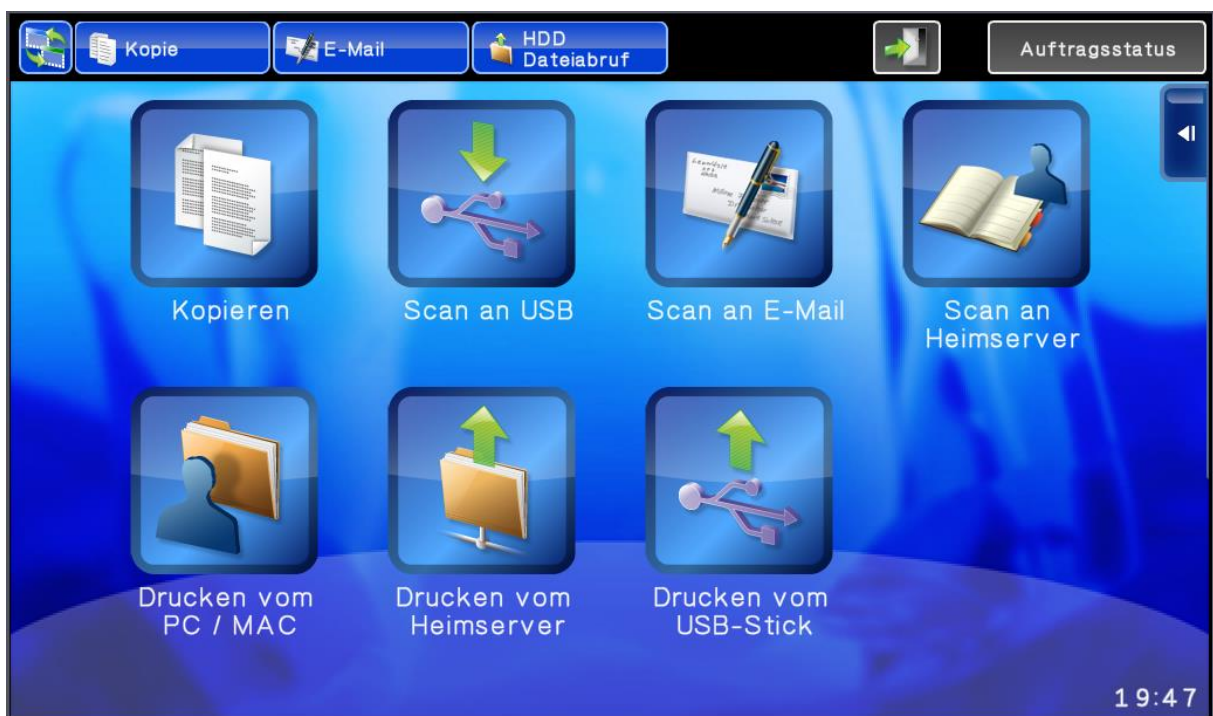 Kopie
E-Mail
HDD
Dateiabruf
Auftragsstatus
Kopieren
Scan an USB
Scan an E-Mail
Scan an
Heimserver
Drucken vom
PC / MAC
Drucken vom
Heimserver
Drucken vom
USB-Stick
19:47